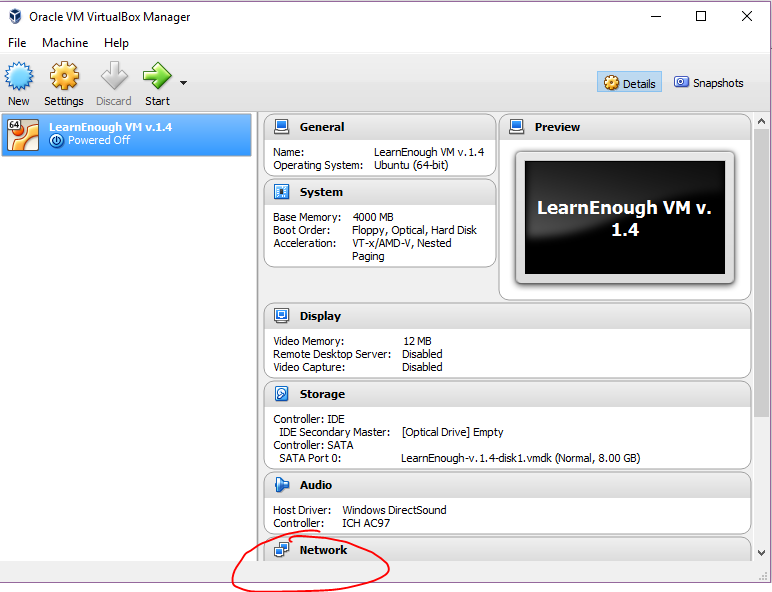 Oracle VM VirtualBox Manager
File Machine Help
New Settings Discard Start
Details Snapshots
64
LearnEnough VM v.1.4
Powered Off
General
Name: LearnEnough VM v.1.4
Operating System: Ubuntu (64-bit)
Preview
LearnEnough VM v.
1.4
System
Base Memory: 4000 MB
Boot Order: Floppy, Optical, Hard Disk
Acceleration: VT-x/AMD-V, Nested
Paging
Display
Video Memory: 12 MB
Remote Desktop Server: Disabled
Video Capture: Disabled
Storage
Controller: IDE
IDE Secondary Master: [Optical Drive] Empty
Controller: SATA
SATA Port 0: LearnEnough-v.1.4-disk1.vmdk (Normal, 8.00 GB)
Audio
Host Driver: Windows DirectSound
Controller: ICH AC97
Network